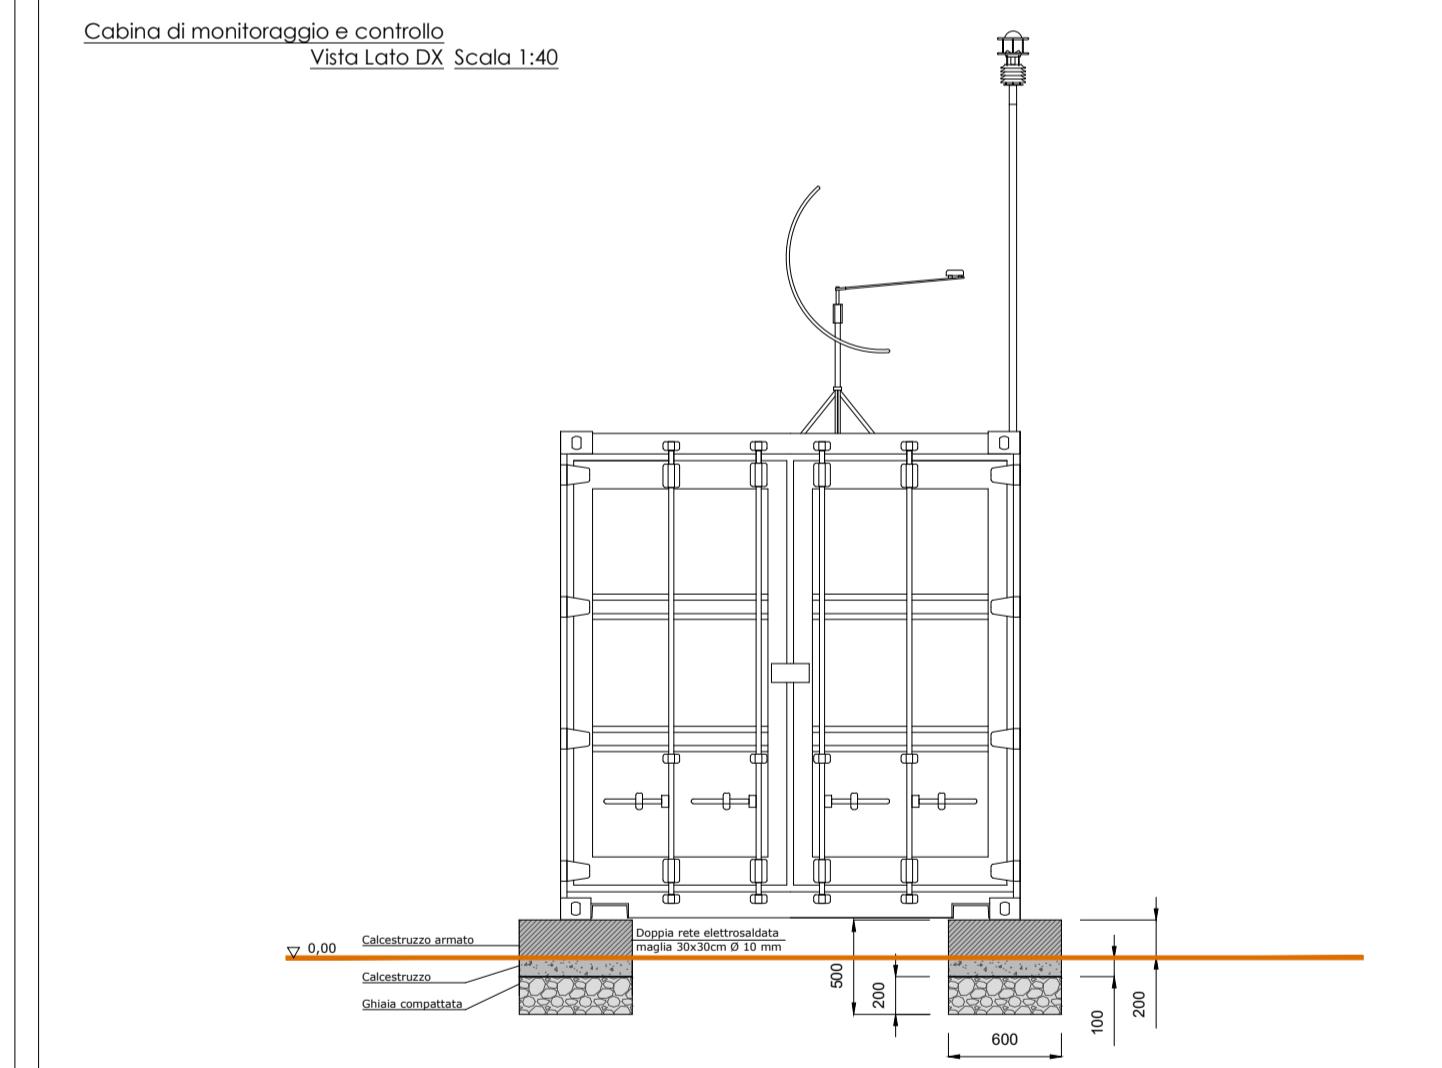 Cabina di monitoraggio e controllo
Vista Lato DX Scala 1:40
0,00
Calcestruzzo armato
Doppia rete elettrosaldata
maglia 30x30cm Ø 10 mm
Calcestruzzo
Ghiaia compattata
500
200
600
100
200